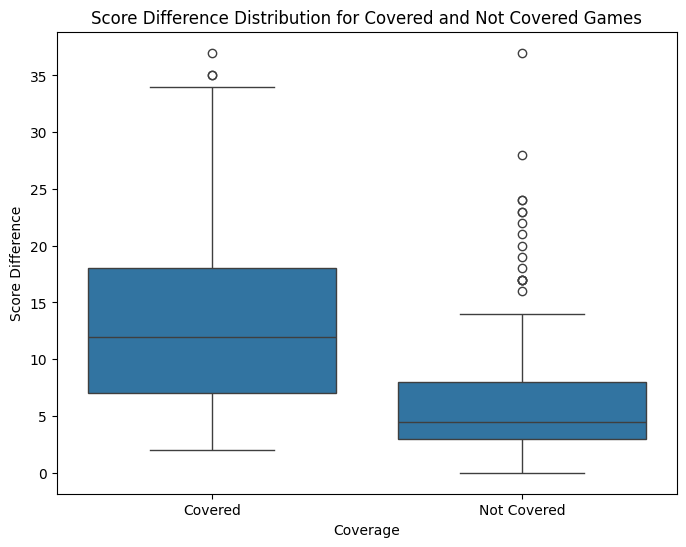 Score Difference Distribution for Covered and Not Covered Games
35
30
25
20
15
10
5
0
Score Difference
Covered
Not Covered
Coverage